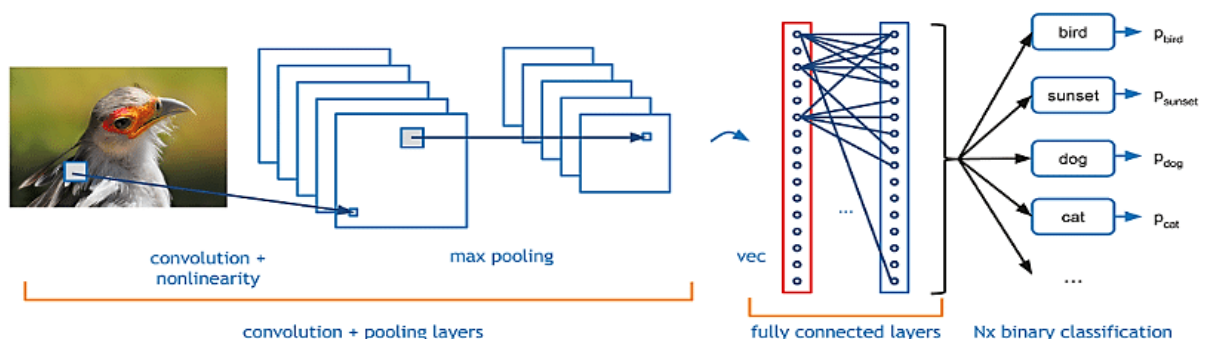 bird
p_bird
sunset
p_sunset
dog
p_dog
cat
p_cat
...
...
convolution +
nonlinearity
max pooling
vec
convolution + pooling layers
fully connected layers
Nx binary classification